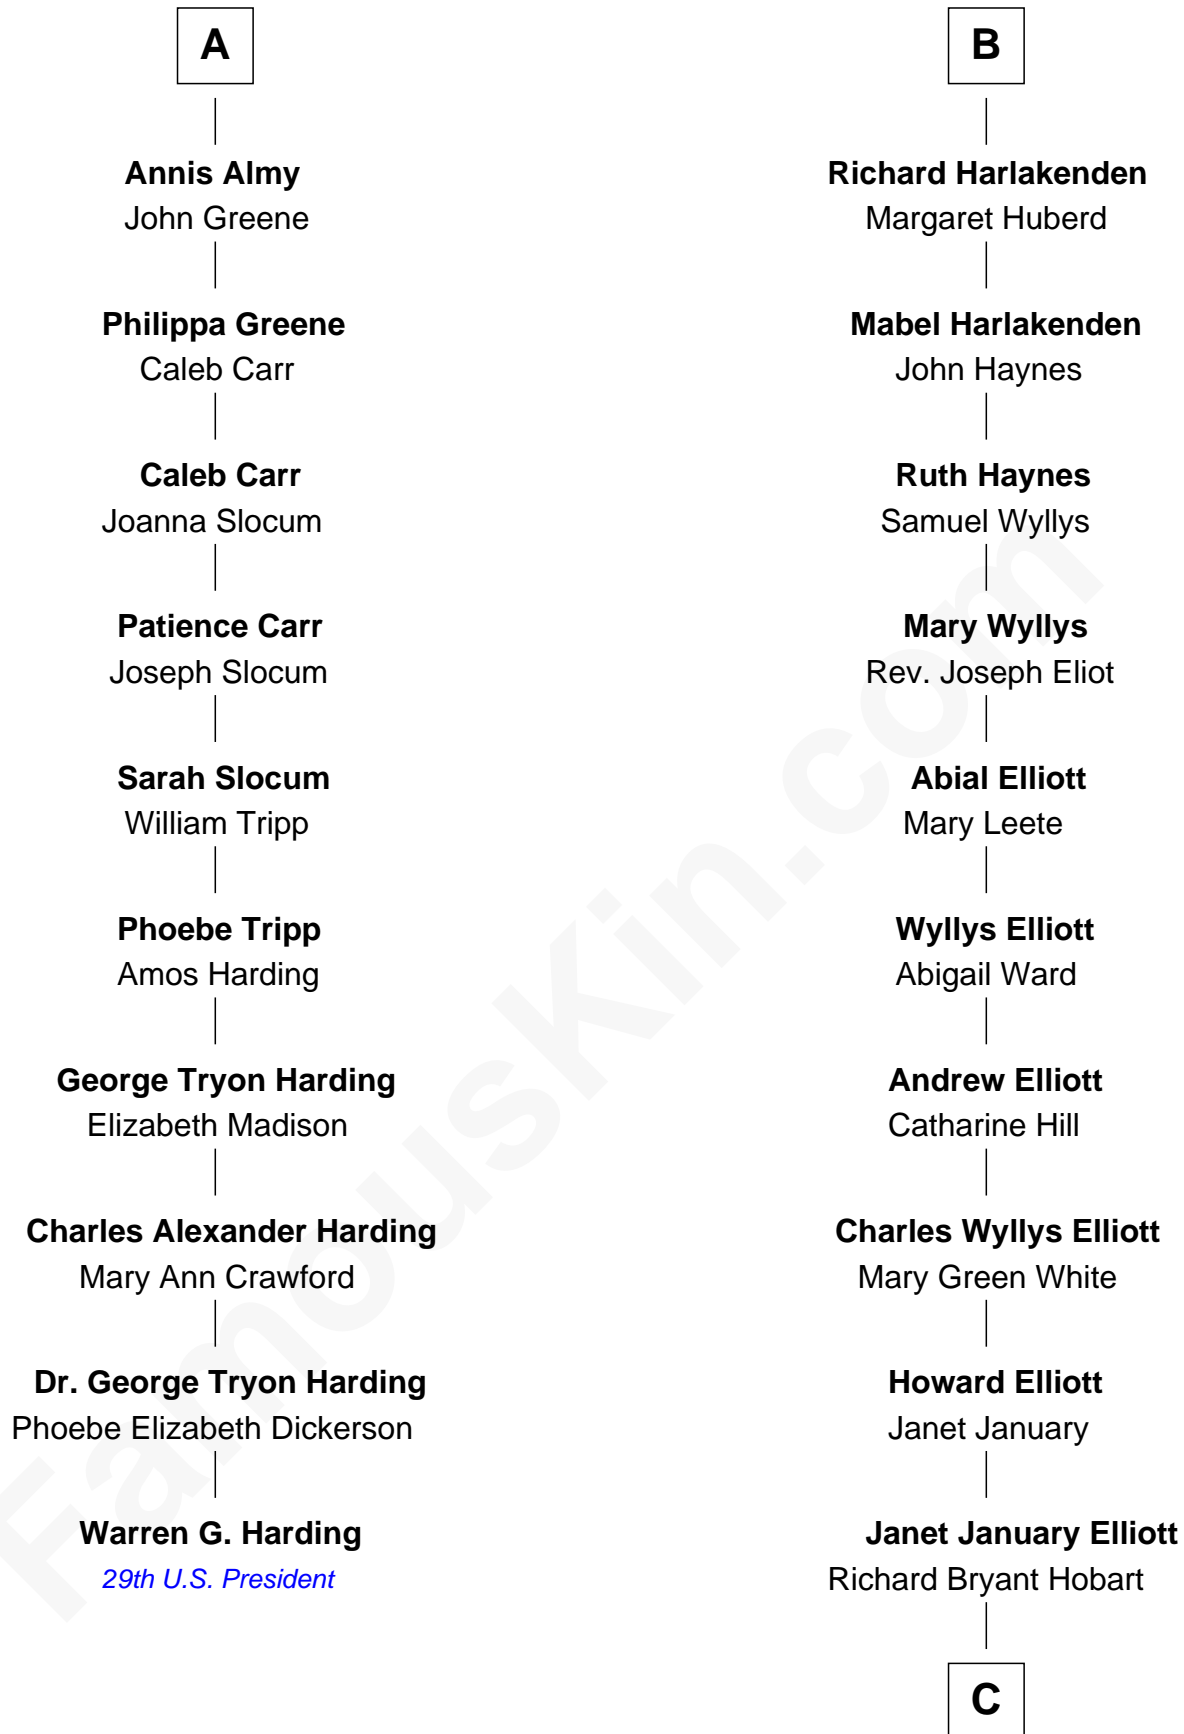 A
Annis Almy
John Greene
Philippa Greene
Caleb Carr
Caleb Carr
Joanna Slocum
Patience Carr
Joseph Slocum
Sarah Slocum
William Tripp
Phoebe Tripp
Amos Harding
George Tryon Harding
Elizabeth Madison
Charles Alexander Harding
Mary Ann Crawford
Dr. George Tryon Harding
Phoebe Elizabeth Dickerson
Warren G. Harding
29th U.S. President
B
Richard Harlakenden
Margaret Huberd
Mabel Harlakenden
John Haynes
Ruth Haynes
Samuel Wyllys
Mary Wyllys
Rev. Joseph Eliot
Abial Elliott
Mary Leete
Wyllys Elliott
Abigail Ward
Andrew Elliott
Catharine Hill
Charles Wyllys Elliott
Mary Green White
Howard Elliott
Janet January
Janet January Elliott
Richard Bryant Hobart
C
FamousKin.com